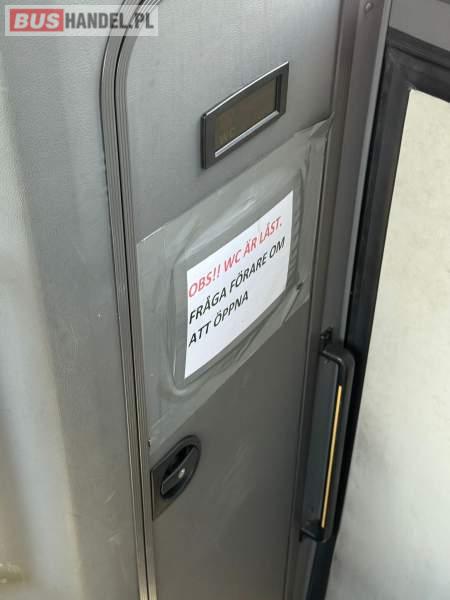 BUSHANDEL.PL
OBS!! WC ÄR LÅST.
FRÅGA FÖRARE OM
ATT ÖPPNA